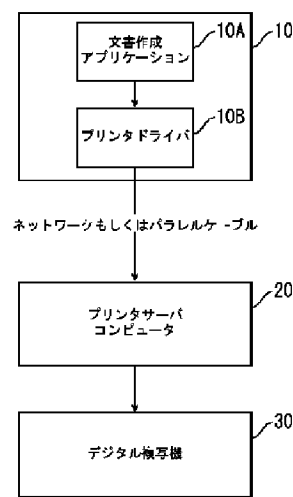 文書作成
アプリケーション
10A
10
プリンタドライバ
10B
ネットワークもしくはパラレルケーブル
プリンタサーバ
コンピュータ
20
デジタル複写機
30